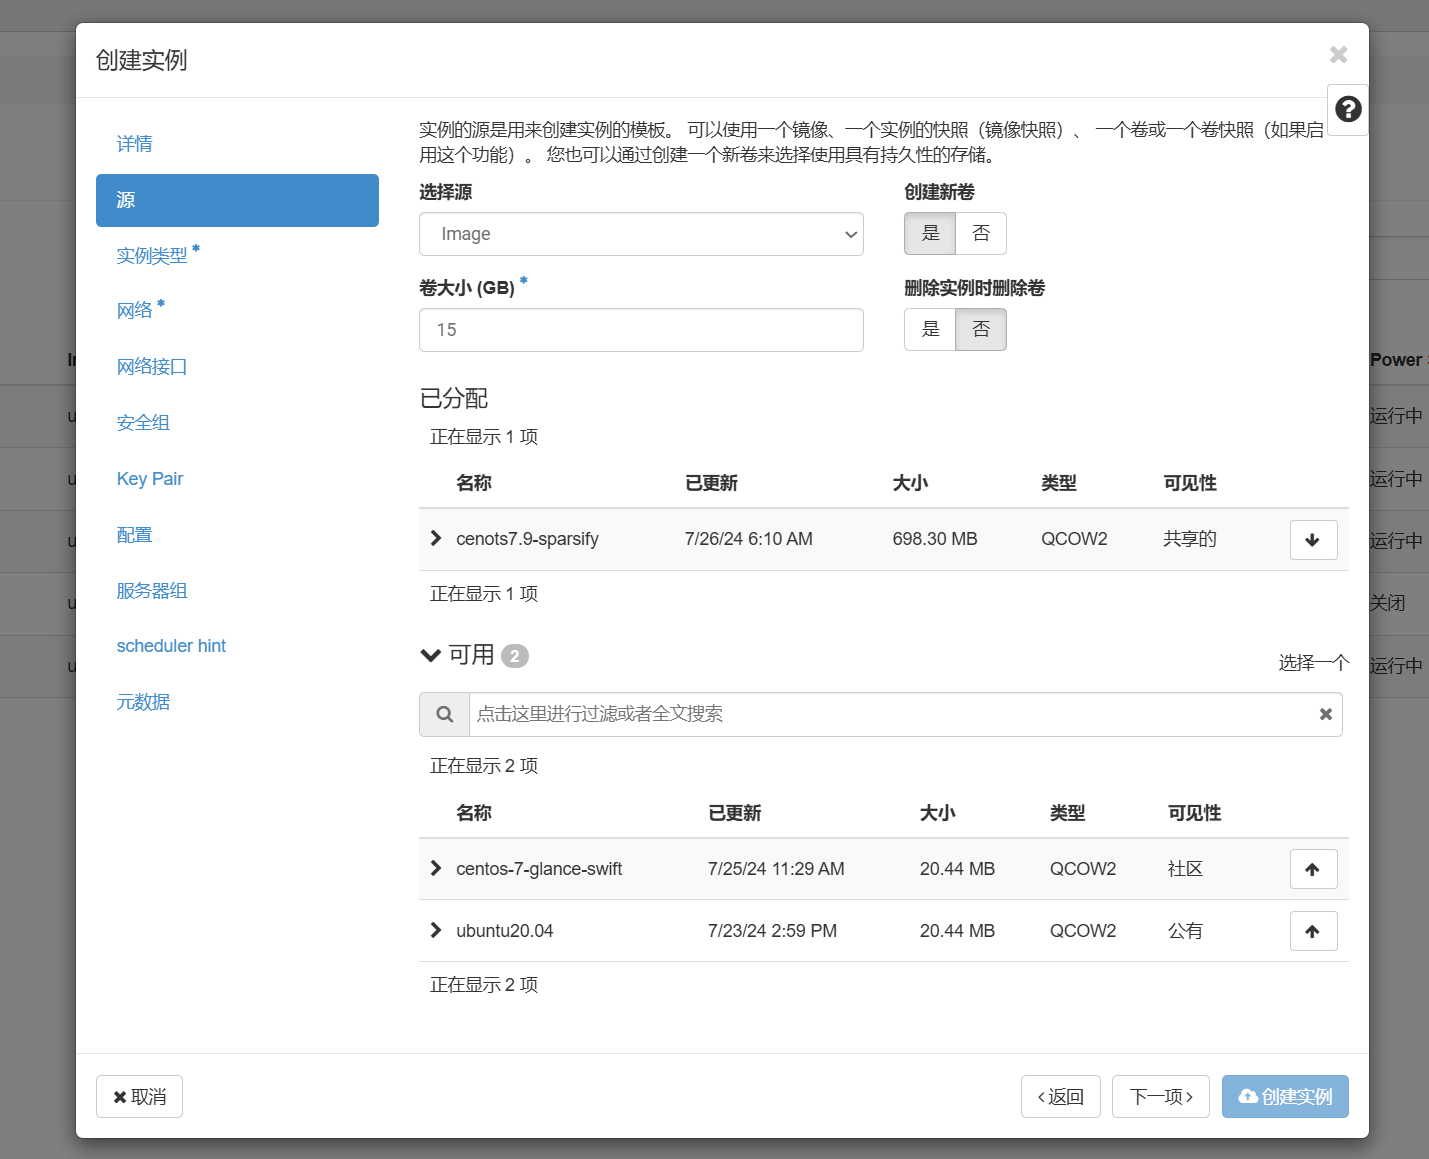 创建实例
详情
源
实例类型 *
网络 *
网络接口
安全组
Key Pair
配置
服务器组
scheduler hint
元数据
实例的源是用来创建实例的模板。 可以使用一个镜像、一个实例的快照（镜像快照）、 一个卷或一个卷快照（如果启
用这个功能）。 您也可以通过创建一个新卷来选择使用具有持久性的存储。
选择源
创建新卷
Image
是 否
卷大小 (GB) *
删除实例时删除卷
15
是 否
已分配
正在显示 1 项
名称 已更新 大小 类型 可见性
cenots7.9-sparsify 7/26/24 6:10 AM 698.30 MB QCOW2 共享的
正在显示 1 项
可用 2
选择一个
点击这里进行过滤或者全文搜索
正在显示 2 项
名称 已更新 大小 类型 可见性
centos-7-glance-swift 7/25/24 11:29 AM 20.44 MB QCOW2 社区
ubuntu20.04 7/23/24 2:59 PM 20.44 MB QCOW2 公有
正在显示 2 项
取消
返回
下一项
创建实例
Power
运行中
运行中
运行中
关闭
运行中